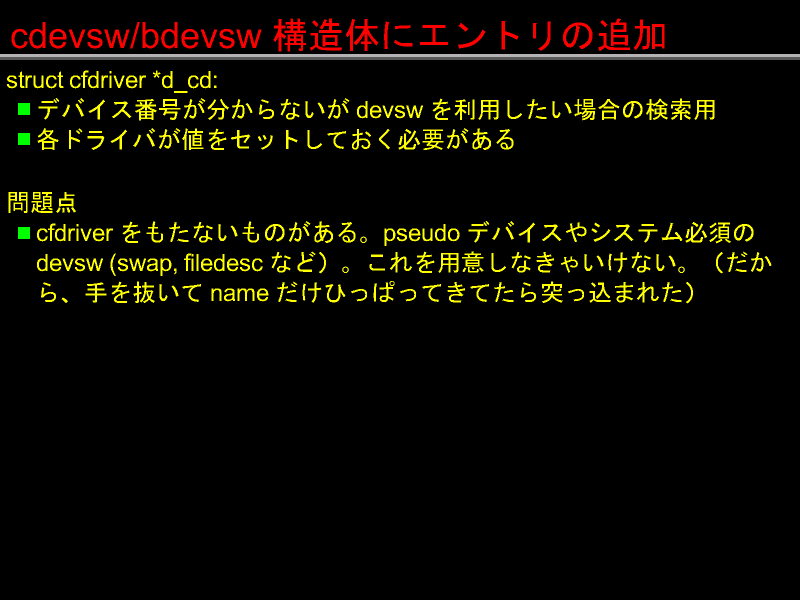 cdevsw/bdevsw 構造体にエントリの追加
struct cfdriver *d_cd:
デバイス番号が分からないが devsw を利用したい場合の検索用
各ドライバが値をセットしておく必要がある
問題点
cfdriver をもたないものがある。pseudo デバイスやシステム必須の
devsw (swap, filedesc など）。これを用意しなきゃいけない。（だか
ら、手を抜いて name だけひっぱってきてたら突っ込まれた）